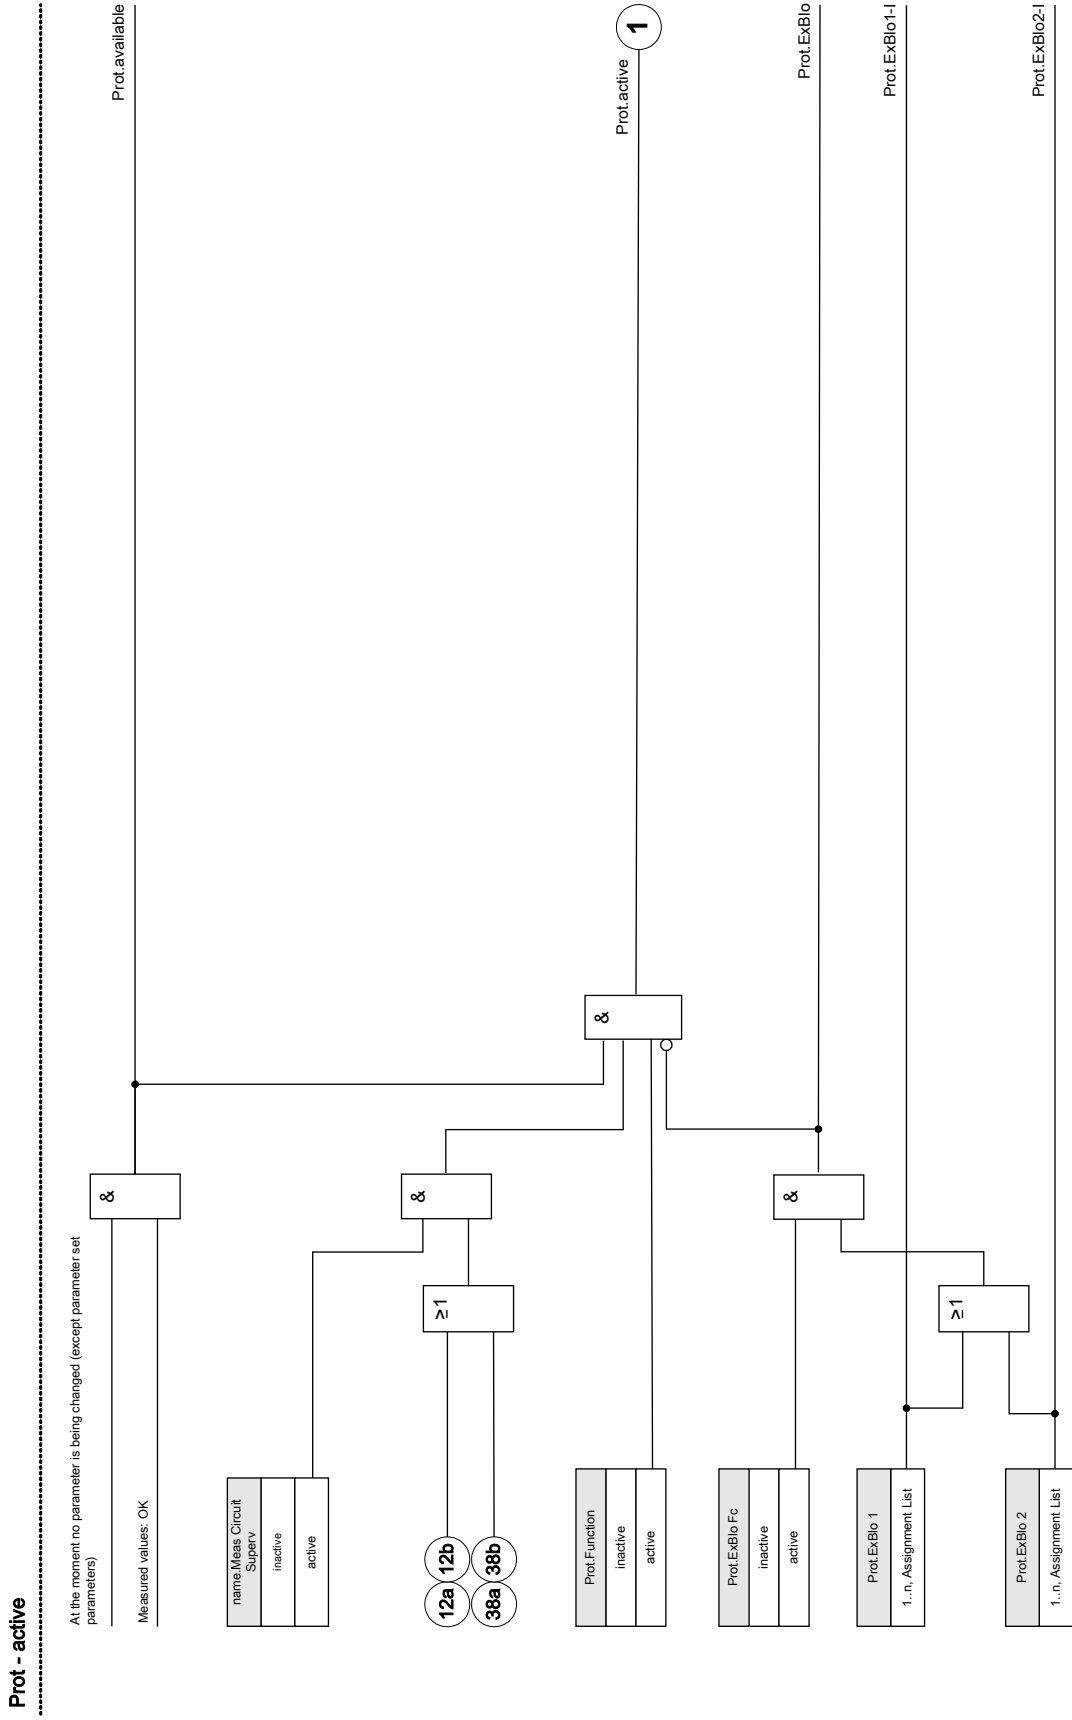 Prot - active
Prot.available
At the moment no parameter is being changed (except parameter set
parameters)
&
Measured values: OK
name.Meas Circuit
Superv
inactive
active
&
≥1
12a 12b
38a 38b
&
Prot.active
1
Prot.Function
inactive
active
Prot.ExBlo
Prot.ExBlo Fc
inactive
active
&
Prot.ExBlo1-I
Prot.ExBlo 1
1..n, Assignment List
≥1
Prot.ExBlo2-I
Prot.ExBlo 2
1..n, Assignment List